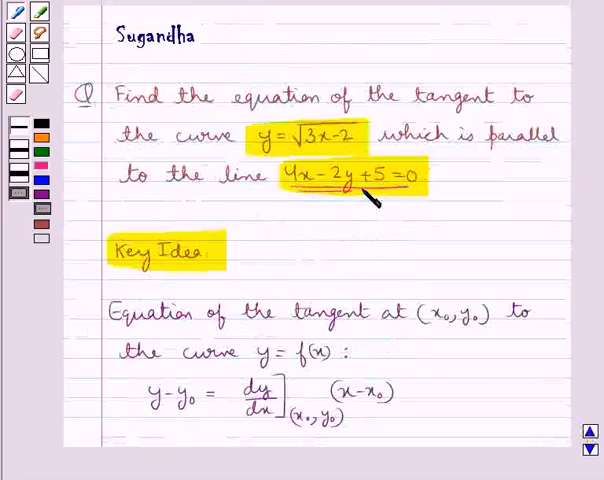 Sugandha
Q Find the equation of the tangent to
the curve y = √3x-2 which is parallel
to the line 4x - 2y + 5 = 0
Key Idea
Equation of the tangent at (x₀, y₀) to
the curve y = f(x) :
y - y₀ = dy/dx](x₀, y₀) (x - x₀)